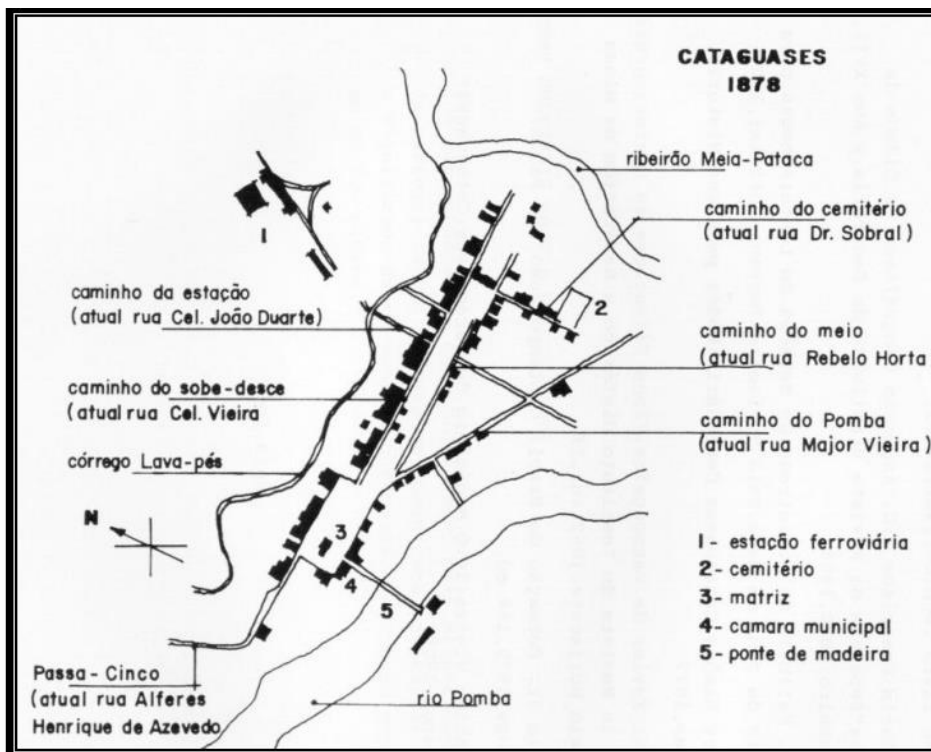 CATAGUASES
1878
ribeirão Meia-Pataca
caminho do cemitério
(atual rua Dr. Sobral)
1
2
caminho da estação
(atual rua Cel. João Duarte)
caminho do meio
(atual rua Rebelo Horta
caminho do sobe-desce
(atual rua Cel. Vieira
caminho do Pomba
(atual rua Major Vieira)
córrego Lava-pés
N
3
4
5
1- estação ferroviária
2- cemitério
3- matriz
4- camara municipal
5- ponte de madeira
Passa-Cinco
(atual rua Alferes
Henrique de Azevedo
rio Pomba